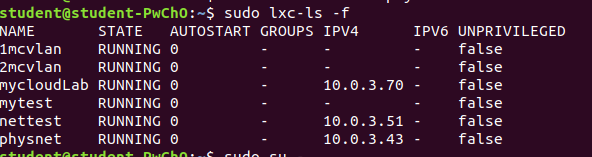 student@student-PwChO:~$ sudo lxc-ls -f
NAME       STATE   AUTOSTART GROUPS IPV4      IPV6 UNPRIVILEGED
1mcvlan    RUNNING 0         -      -         -    false
2mcvlan    RUNNING 0         -      -         -    false
mycloudLab RUNNING 0         -      10.0.3.70 -    false
mytest     RUNNING 0         -      -         -    false
nettest    RUNNING 0         -      10.0.3.51 -    false
physnet    RUNNING 0         -      10.0.3.43 -    false
student@student-PwChO:~$ sudo su